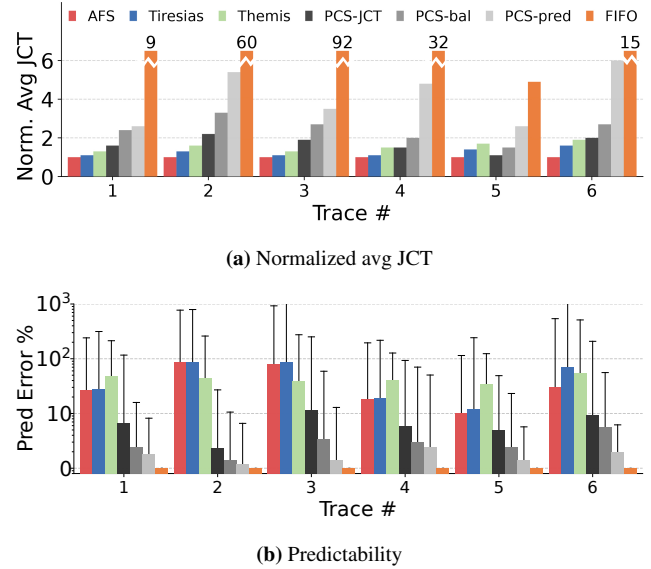 AFS Tiresias Themis PCS-JCT PCS-bal PCS-pred FIFO
9 60 92 32 15
6
4
2
0
Norm. Avg JCT
1 2 3 4 5 6
Trace #
(a) Normalized avg JCT
10³
10²
10
0
Pred Error %
1 2 3 4 5 6
Trace #
(b) Predictability